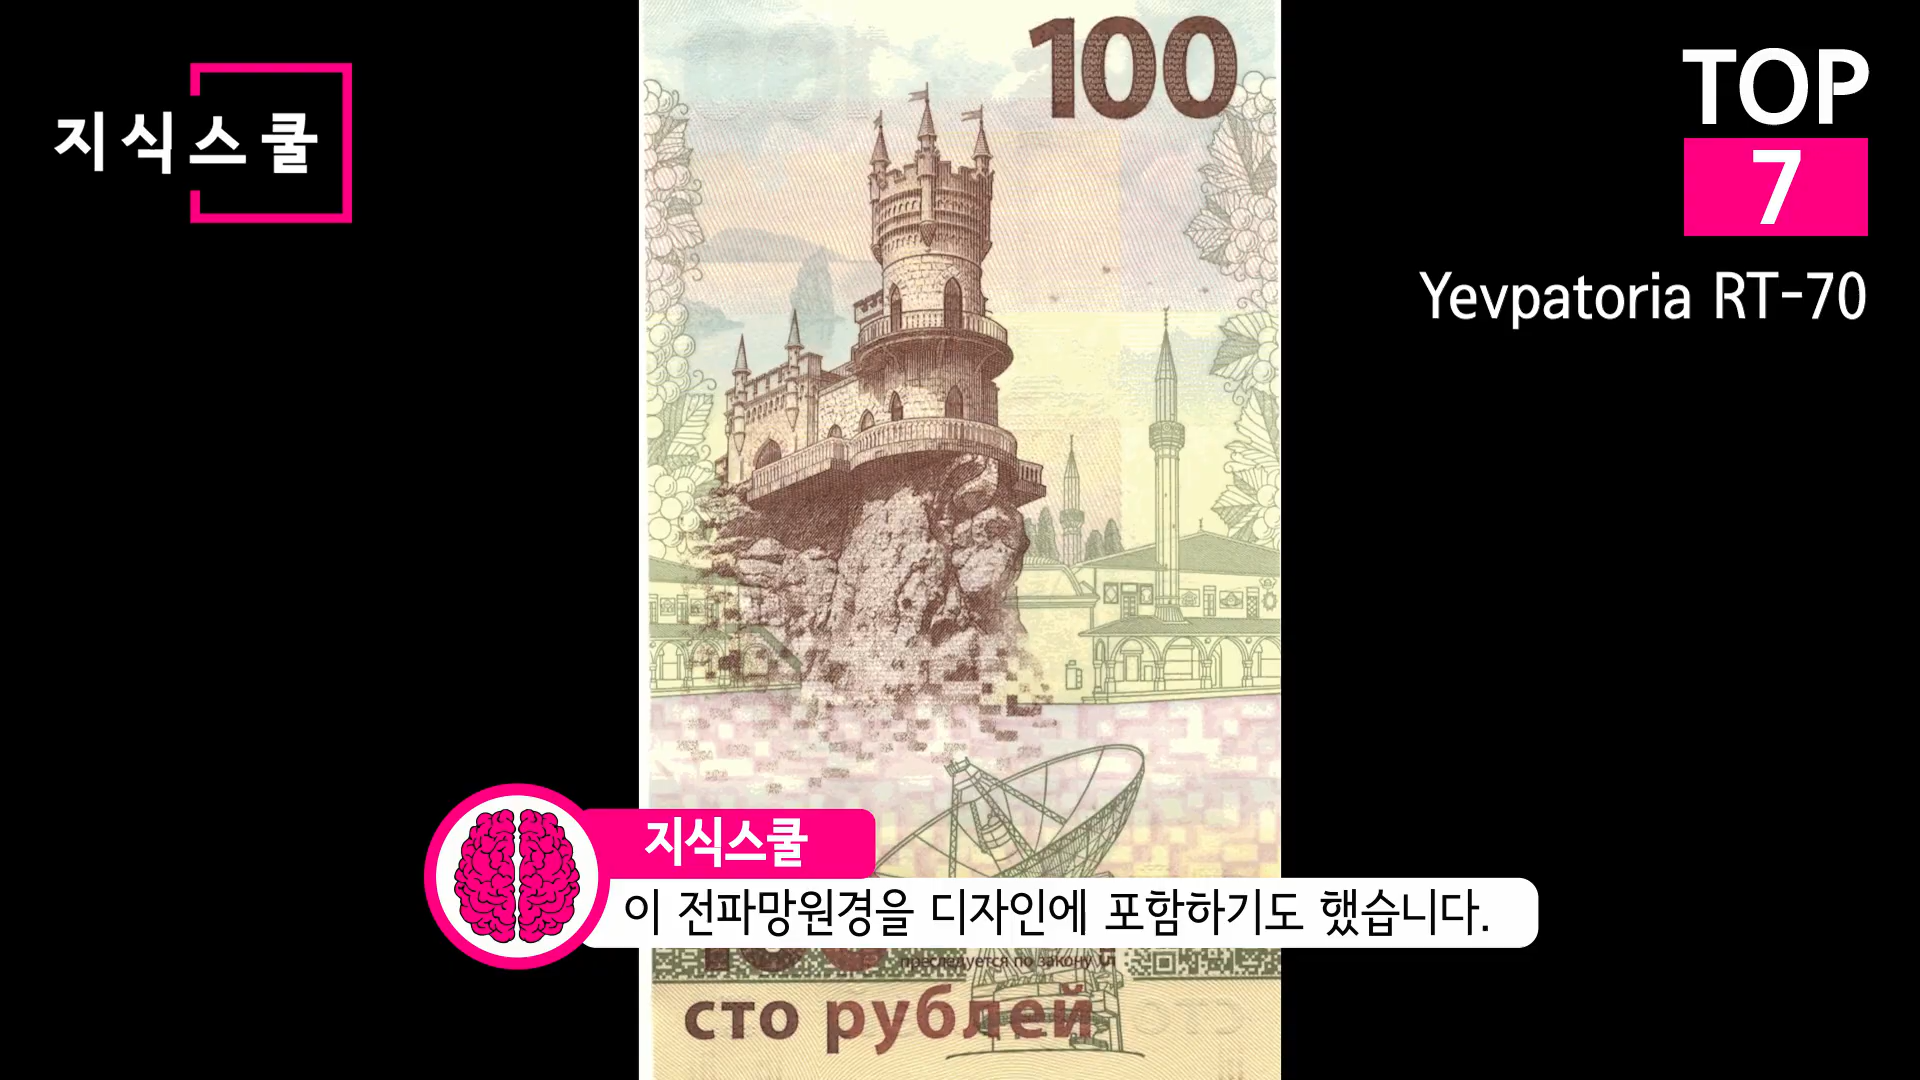 지식스쿨
100
TOP
7
Yevpatoria RT-70
지식스쿨
이 전파망원경을 디자인에 포함하기도 했습니다.
преследуется по закону
сто рублей
СТО